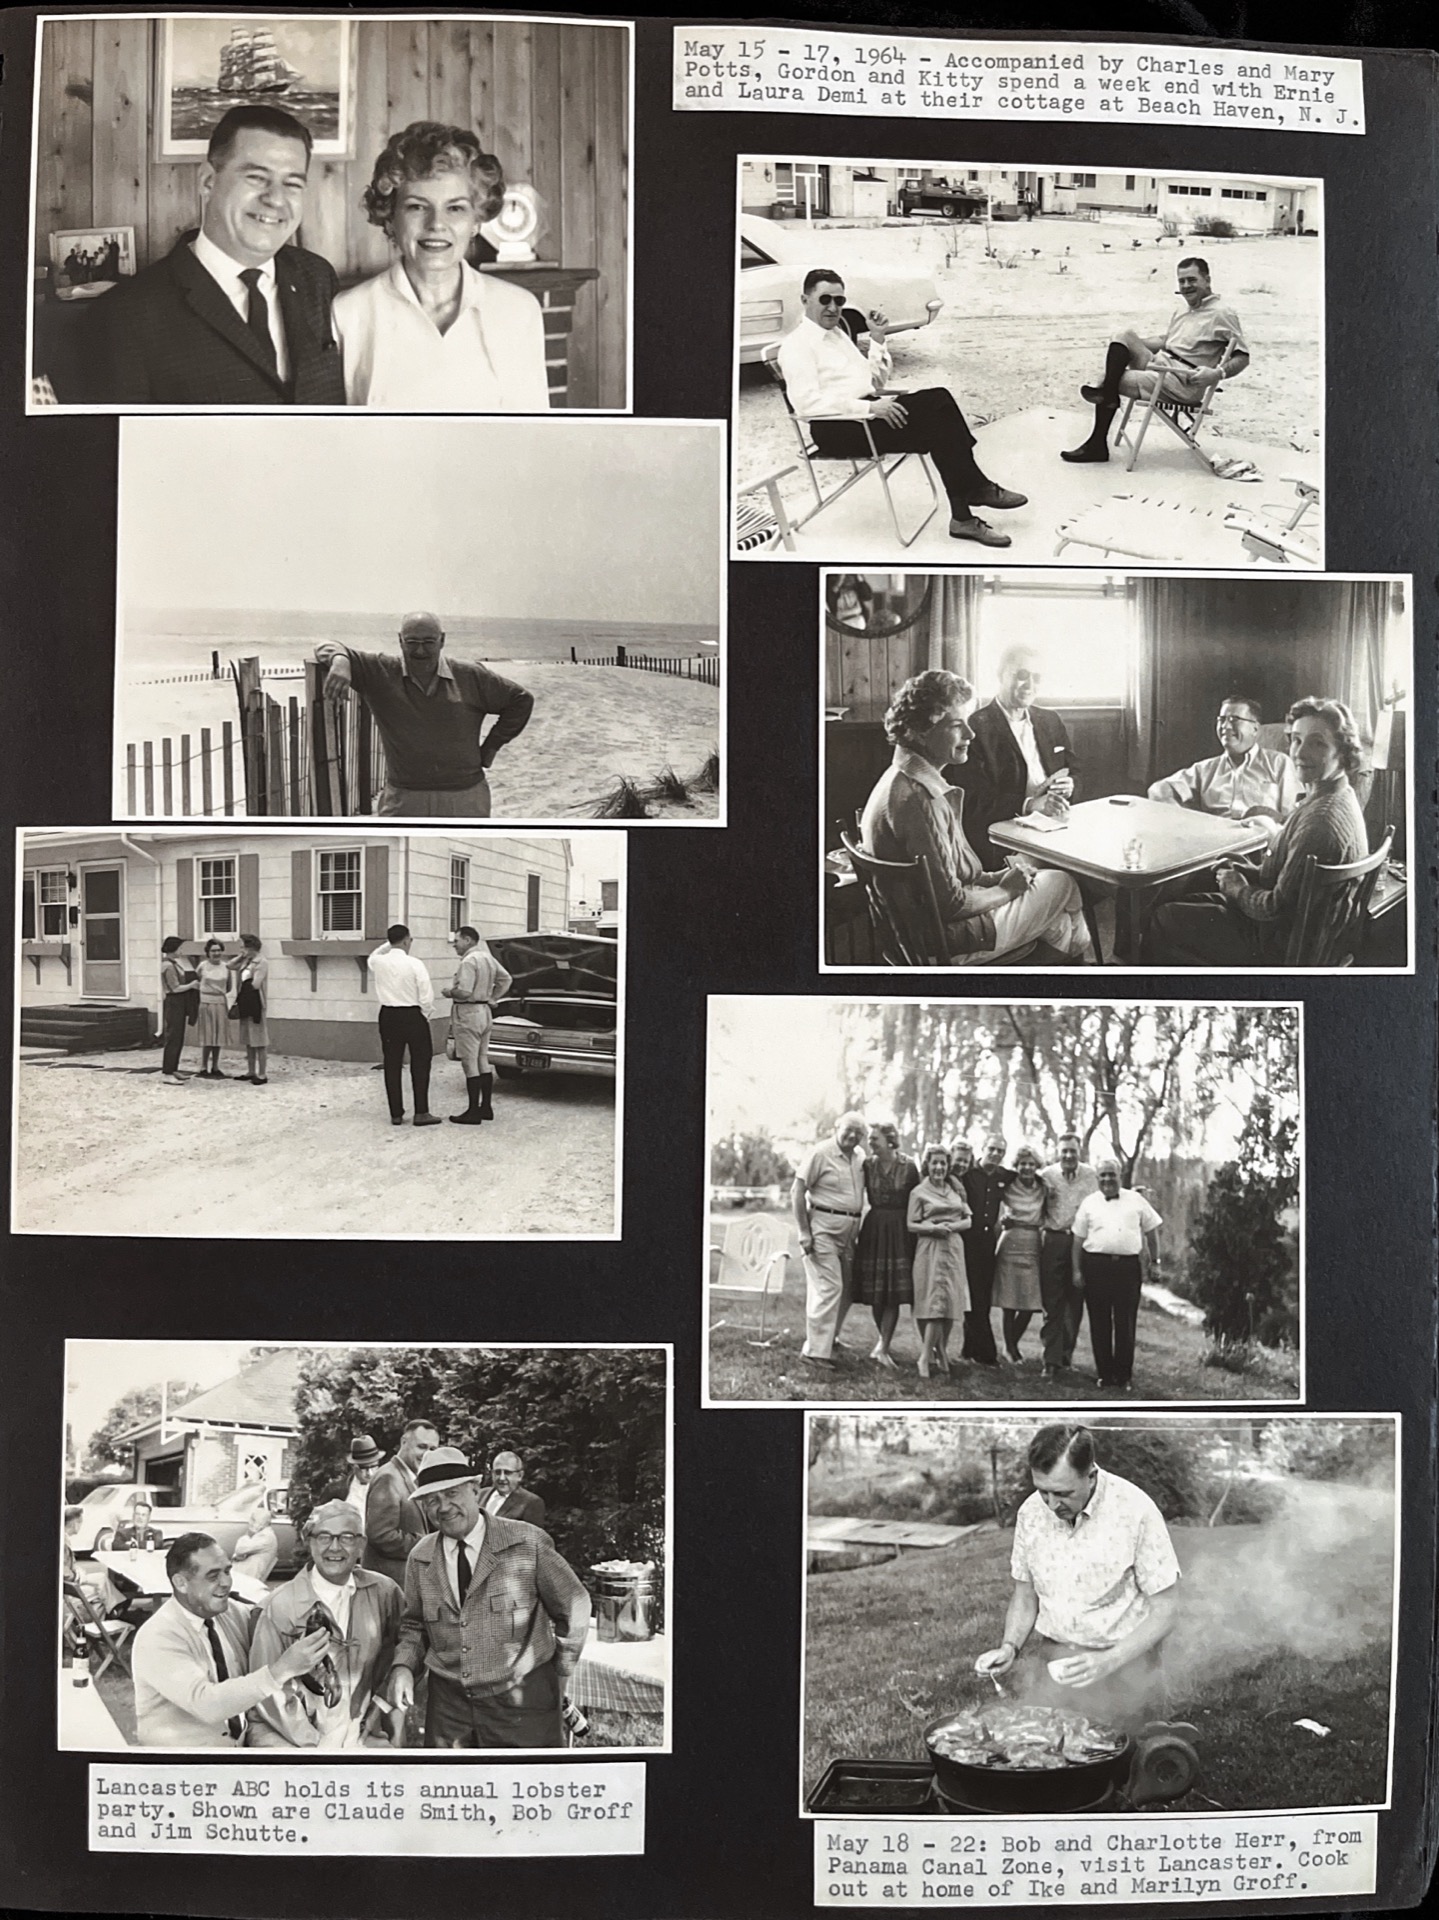 May 15 - 17, 1964 - Accompanied by Charles and Mary
Potts, Gordon and Kitty spend a week end with Ernie
and Laura Demi at their cottage at Beach Haven, N. J.
Lancaster ABC holds its annual lobster
party. Shown are Claude Smith, Bob Groff
and Jim Schutte.
May 18 - 22: Bob and Charlotte Herr, from
Panama Canal Zone, visit Lancaster. Cook
out at home of Ike and Marilyn Groff.